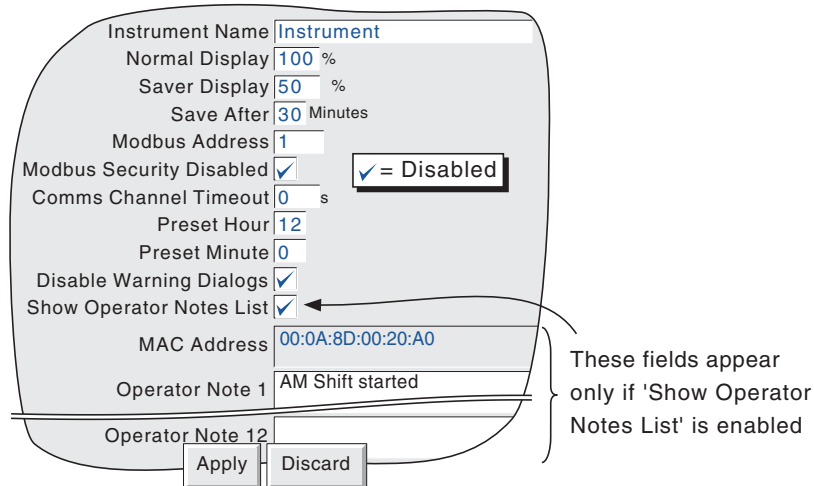 Instrument Name Instrument
Normal Display 100 %
Saver Display 50 %
Save After 30 Minutes
Modbus Address 1
Modbus Security Disabled
= Disabled
Comms Channel Timeout 0 s
Preset Hour 12
Preset Minute 0
Disable Warning Dialogs
Show Operator Notes List
MAC Address 00:0A:8D:00:20:A0
Operator Note 1 AM Shift started
Operator Note 12
Apply Discard
These fields appear
only if 'Show Operator
Notes List' is enabled